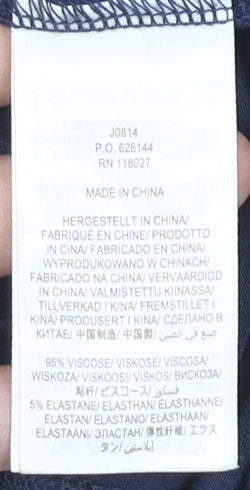 J0814
P.O. 626144
RN 118027
MADE IN CHINA
HERGESTELLT IN CHINA/
FABRIQUÉ EN CHINE/ PRODOTTO
IN CINA/ FABRICADO EN CHINA/
WYPRODUKOWANO W CHINACH/
FABRICADO NA CHINA/ VERVAARDIGD
IN CHINA/ VALMISTETTU KIINASSA/
TILLVERKAD I KINA/ FREMSTILLET I
KINA/ PRODUSERT I KINA/ СДЕЛАНО В
КИТАЕ/ 中国制造/ 中国製/ صنع في الصين
95% VISCOSE/ VISKOSE/ VISCOSA/
WISKOZA/ VISKOOSI/ VISKOS/ ВИСКОЗА/
粘纤/ ビスコース/ فسكوز
5% ELASTANE/ ELASTHAN/ ÉLASTHANNE/
ELASTAN/ ELASTANO/ ELASTHAAN/
ELASTAANI/ ЭЛАСТАН/ 弹性纤维/ エラス
タン/ إيلاستين